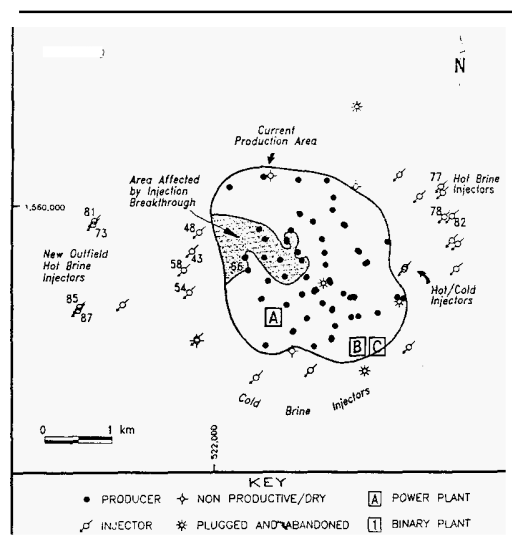 N
Current
Production Area
Area Affected
by Injection
Breakthrough
77
Hot Brine
Injectors
1,560,000
81
73
48
78
82
New Outfield
Hot Brine
Injectors
43
58
66
54
85
87
Hot/Cold
Injectors
A
B
C
Cold Brine Injectors
0 1 km
522,000
KEY
PRODUCER
NON PRODUCTIVE/DRY
A POWER PLANT
INJECTOR
PLUGGED AND ABANDONED
1 BINARY PLANT